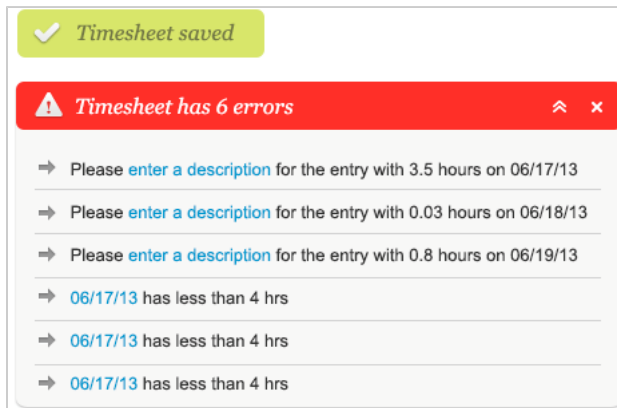 Timesheet saved
Timesheet has 6 errors
Please enter a description for the entry with 3.5 hours on 06/17/13
Please enter a description for the entry with 0.03 hours on 06/18/13
Please enter a description for the entry with 0.8 hours on 06/19/13
06/17/13 has less than 4 hrs
06/17/13 has less than 4 hrs
06/17/13 has less than 4 hrs